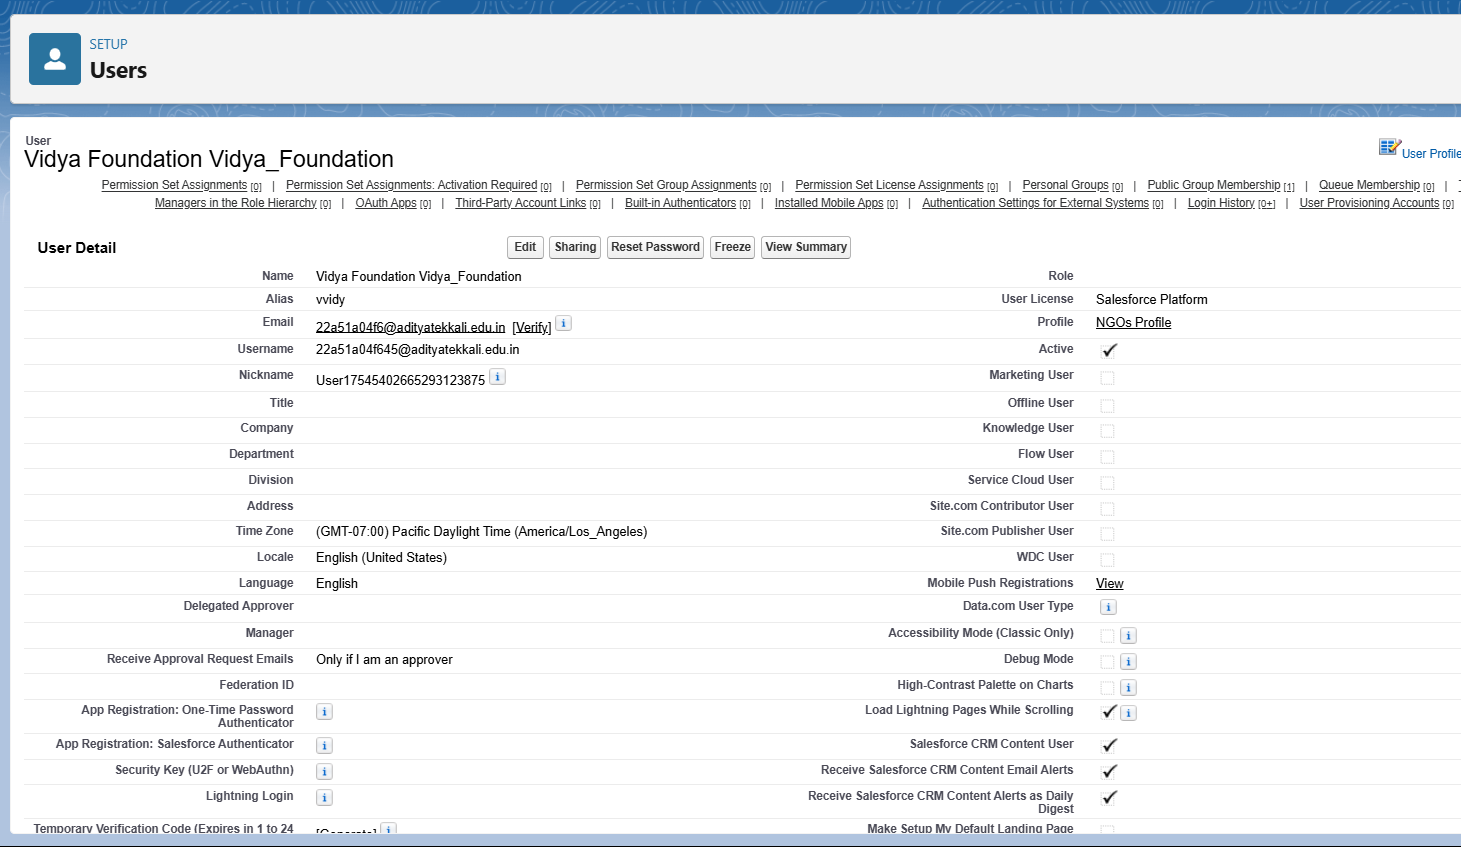 SETUP
Users
User
Vidya Foundation Vidya_Foundation
User Profile
Permission Set Assignments [0] | Permission Set Assignments: Activation Required [0] | Permission Set Group Assignments [0] | Permission Set License Assignments [0] | Personal Groups [0] | Public Group Membership [1] | Queue Membership [0] |
Managers in the Role Hierarchy [0] | OAuth Apps [0] | Third-Party Account Links [0] | Built-in Authenticators [0] | Installed Mobile Apps [0] | Authentication Settings for External Systems [0] | Login History [0+] | User Provisioning Accounts [0]
User Detail Edit Sharing Reset Password Freeze View Summary
Name Vidya Foundation Vidya_Foundation Role
Alias vvidy User License Salesforce Platform
Email 22a51a04f6@adityatekkali.edu.in [Verify] i Profile NGOs Profile
Username 22a51a04f645@adityatekkali.edu.in Active
Nickname User17545402665293123875 i Marketing User
Title Offline User
Company Knowledge User
Department Flow User
Division Service Cloud User
Address Site.com Contributor User
Time Zone (GMT-07:00) Pacific Daylight Time (America/Los_Angeles) Site.com Publisher User
Locale English (United States) WDC User
Language English Mobile Push Registrations View
Delegated Approver Data.com User Type i
Manager Accessibility Mode (Classic Only) i
Receive Approval Request Emails Only if I am an approver Debug Mode i
Federation ID High-Contrast Palette on Charts i
App Registration: One-Time Password Authenticator i Load Lightning Pages While Scrolling i
App Registration: Salesforce Authenticator i Salesforce CRM Content User
Security Key (U2F or WebAuthn) i Receive Salesforce CRM Content Email Alerts
Lightning Login i Receive Salesforce CRM Content Alerts as Daily Digest
Temporary Verification Code (Expires in 1 to 24 [Generate] i Make Setup My Default Landing Page